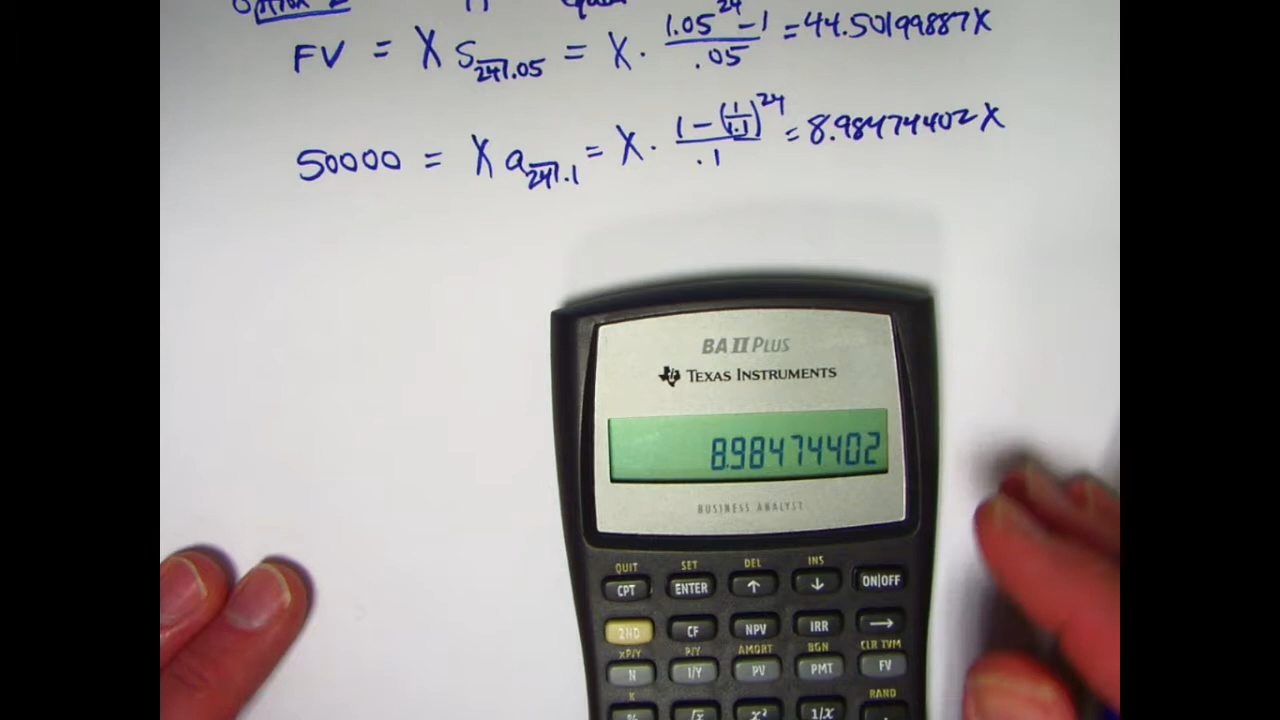 FV = X s24̅|.05 = X · (1.05^24 − 1)/.05 = 44.50199887X
50000 = X a24̅|.1 = X · (1 − (1/1.1)^24)/.1 = 8.98474402X
BA II PLUS
TEXAS INSTRUMENTS
8.98474402
BUSINESS ANALYST
QUIT SET DEL INS
CPT ENTER ↑ ↓ ON|OFF
2ND CF NPV IRR →
xP/Y P/Y AMORT BGN CLR TVM
N I/Y PV PMT FV
K RAND
% √x x² 1/x